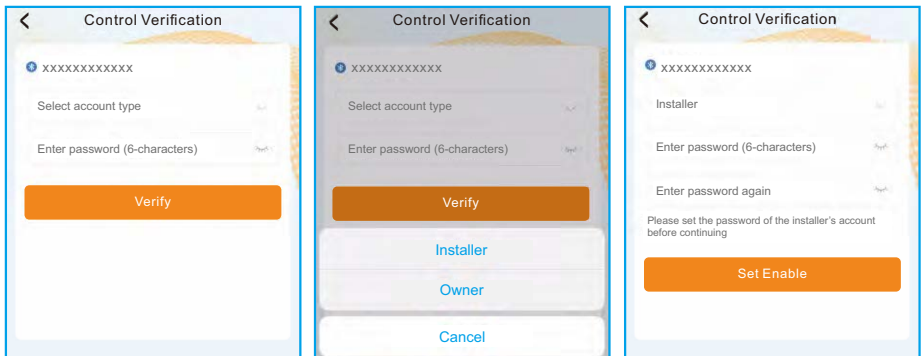 Control Verification
xxxxxxxxxxxx
Select account type
Enter password (6-characters)
Verify
Control Verification
xxxxxxxxxxxx
Select account type
Enter password (6-characters)
Verify
Installer
Owner
Cancel
Control Verification
xxxxxxxxxxxx
Installer
Enter password (6-characters)
Enter password again
Please set the password of the installer's account
before continuing
Set Enable